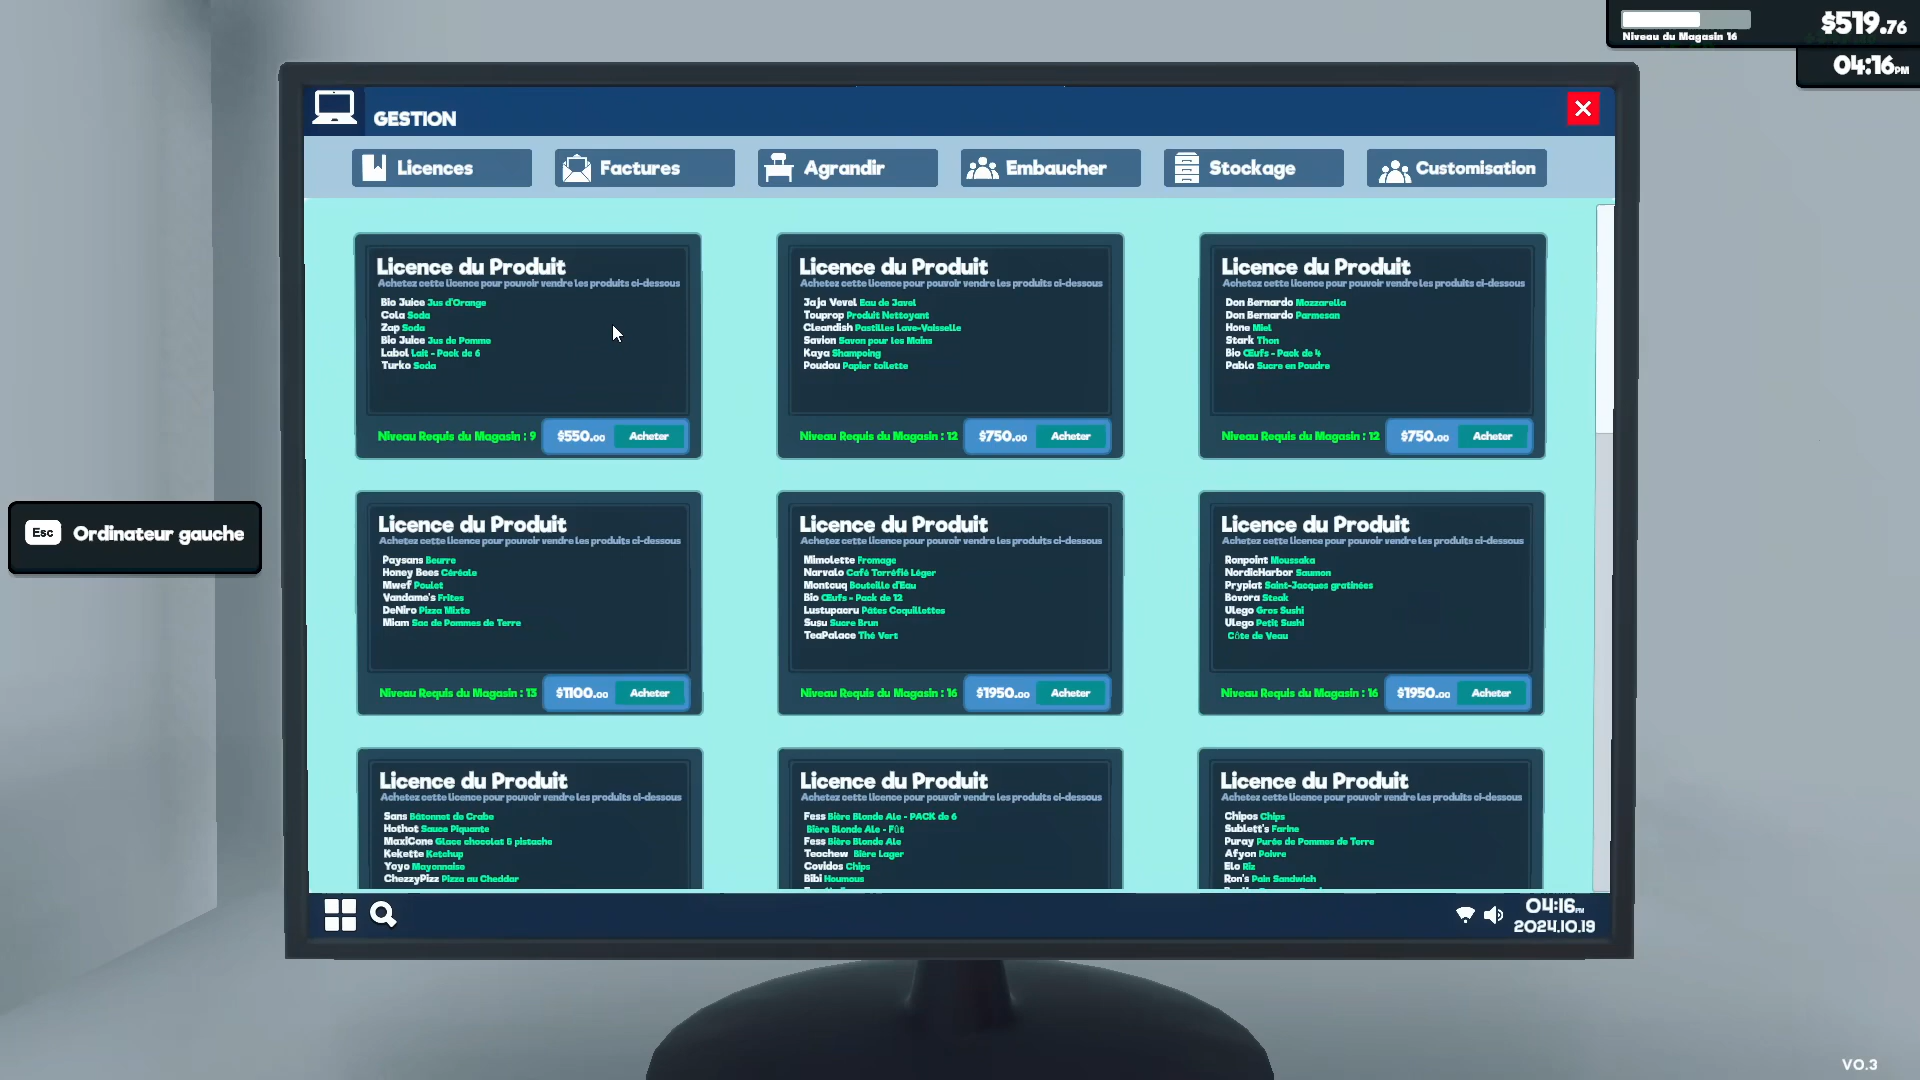 $519.76
Niveau du Magasin 16
04:16PM
GESTION
Licences
Factures
Agrandir
Embaucher
Stockage
Customisation
Licence du Produit
Achetez cette licence pour pouvoir vendre les produits ci-dessous
Bio Juice Jus d'Orange
Cola Soda
Zap Soda
Bio Juice Jus de Pomme
Labol Lait - Pack de 6
Turko Soda
Niveau Requis du Magasin : 9
$550.00
Acheter
Licence du Produit
Achetez cette licence pour pouvoir vendre les produits ci-dessous
Jaja Vevel Eau de Javel
Touprop Produit Nettoyant
Cleandish Pastilles Lave-Vaisselle
Savion Savon pour les Mains
Kaya Shampoing
Poudou Papier toilette
Niveau Requis du Magasin : 12
$750.00
Acheter
Licence du Produit
Achetez cette licence pour pouvoir vendre les produits ci-dessous
Don Bernardo Mozzarella
Don Bernardo Parmesan
Hone Miel
Stark Thon
Bio Œufs - Pack de 4
Pablo Sucre en Poudre
Niveau Requis du Magasin : 12
$750.00
Acheter
Esc Ordinateur gauche
Licence du Produit
Achetez cette licence pour pouvoir vendre les produits ci-dessous
Paysans Beurre
Honey Bees Céréale
Mwef Poulet
Vandame's Frites
DeNiro Pizza Mixte
Miam Sac de Pommes de Terre
Niveau Requis du Magasin : 13
$1100.00
Acheter
Licence du Produit
Achetez cette licence pour pouvoir vendre les produits ci-dessous
Mimolette Fromage
Narvalo Café Torréfié Léger
Montcuq Bouteille d'Eau
Bio Œufs - Pack de 12
Lustupacru Pâtes Coquillettes
Susu Sucre Brun
TeaPalace Thé Vert
Niveau Requis du Magasin : 16
$1950.00
Acheter
Licence du Produit
Achetez cette licence pour pouvoir vendre les produits ci-dessous
Ronpoint Moussaka
NordicHarbor Saumon
Prypiat Saint-Jacques gratinées
Bovora Steak
Ulego Gros Sushi
Ulego Petit Sushi
Côte de Veau
Niveau Requis du Magasin : 16
$1950.00
Acheter
Licence du Produit
Achetez cette licence pour pouvoir vendre les produits ci-dessous
Sans Bâtonnet de Crabe
Hothot Sauce Piquante
MaxiCone Glace chocolat & pistache
Kekette Ketchup
Yoyo Mayonnaise
ChezzyPizz Pizza au Cheddar
Licence du Produit
Achetez cette licence pour pouvoir vendre les produits ci-dessous
Fess Bière Blonde Ale - PACK de 6
Bière Blonde Ale - Fût
Fess Bière Blonde Ale
Teachew Bière Lager
Covidos Chips
Bibi Houmous
Licence du Produit
Achetez cette licence pour pouvoir vendre les produits ci-dessous
Chipos Chips
Sublett's Farine
Puray Purée de Pommes de Terre
Afyon Poivre
Elo Riz
Ron's Pain Sandwich
04:16PM
2024.10.19
V0.3